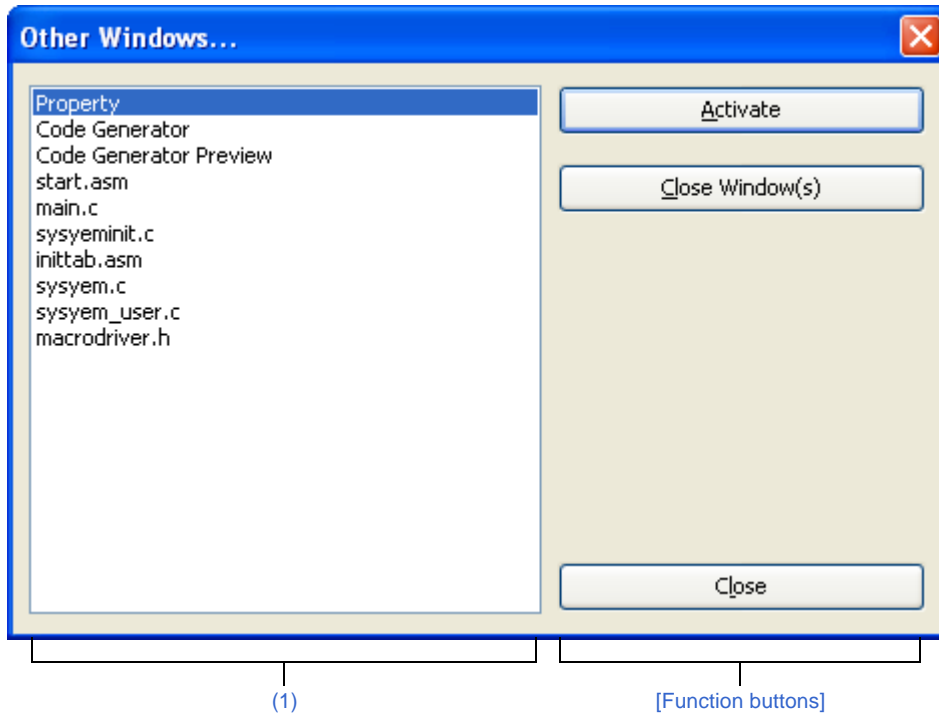 Other Windows...
Property
Code Generator
Code Generator Preview
start.asm
main.c
sysyeminit.c
inittab.asm
sysyem.c
sysyem_user.c
macrodriver.h
Activate
Close Window(s)
Close
(1)
[Function buttons]